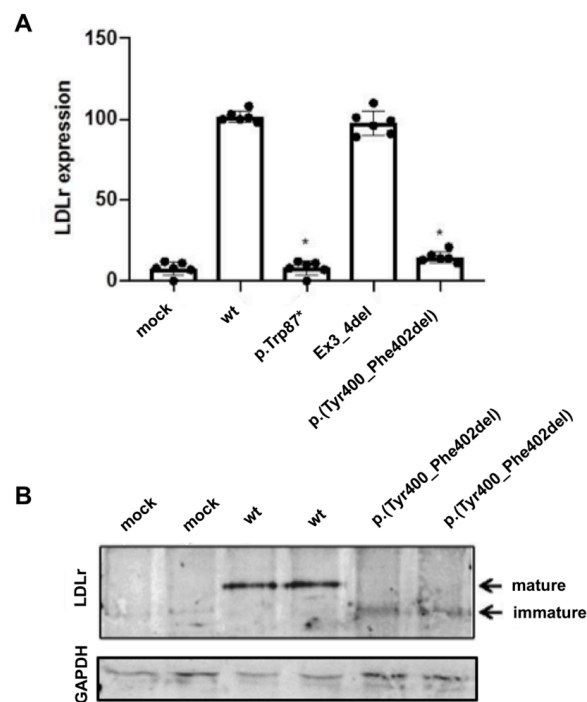 A
150
100
50
0
LDLr expression
*
*
mock
wt
p.Trp87*
Ex3_4del
p.(Tyr400_Phe402del)
B
mock
mock
wt
wt
p.(Tyr400_Phe402del)
p.(Tyr400_Phe402del)
LDLr
mature
immature
GAPDH